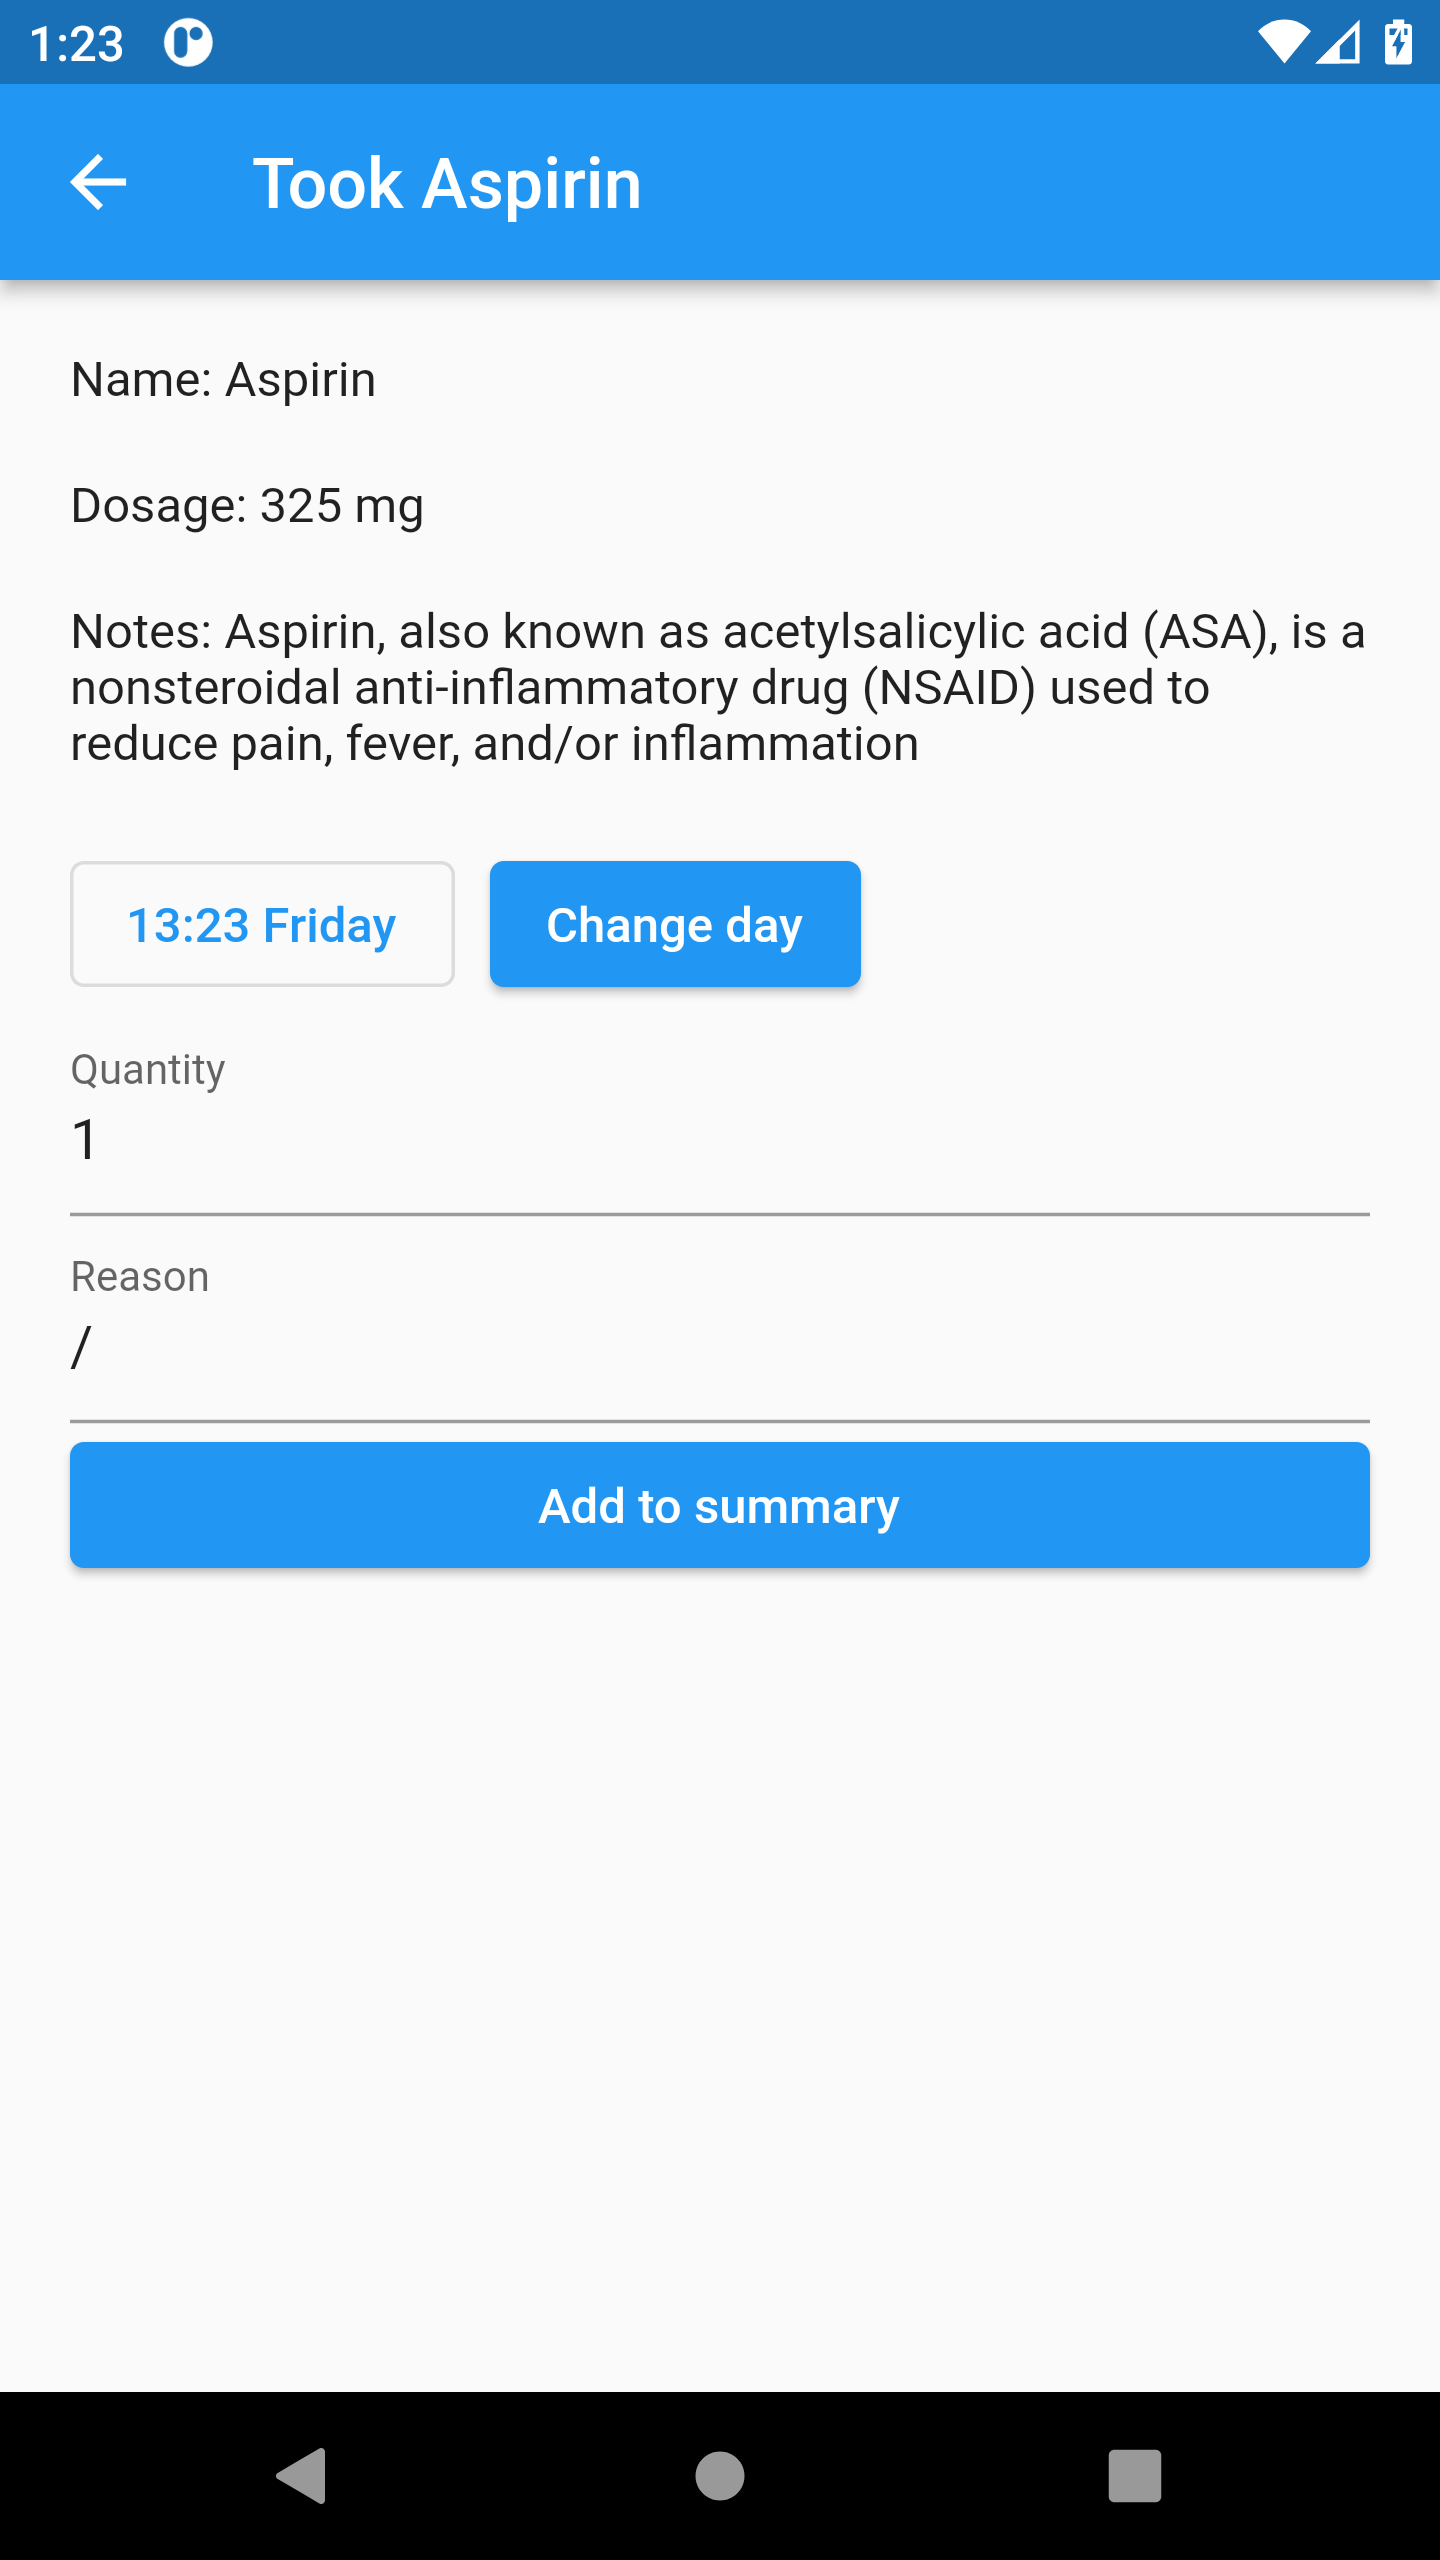 1:23
Took Aspirin
Name: Aspirin
Dosage: 325 mg
Notes: Aspirin, also known as acetylsalicylic acid (ASA), is a
nonsteroidal anti-inflammatory drug (NSAID) used to
reduce pain, fever, and/or inflammation
13:23 Friday
Change day
Quantity
1
Reason
/
Add to summary